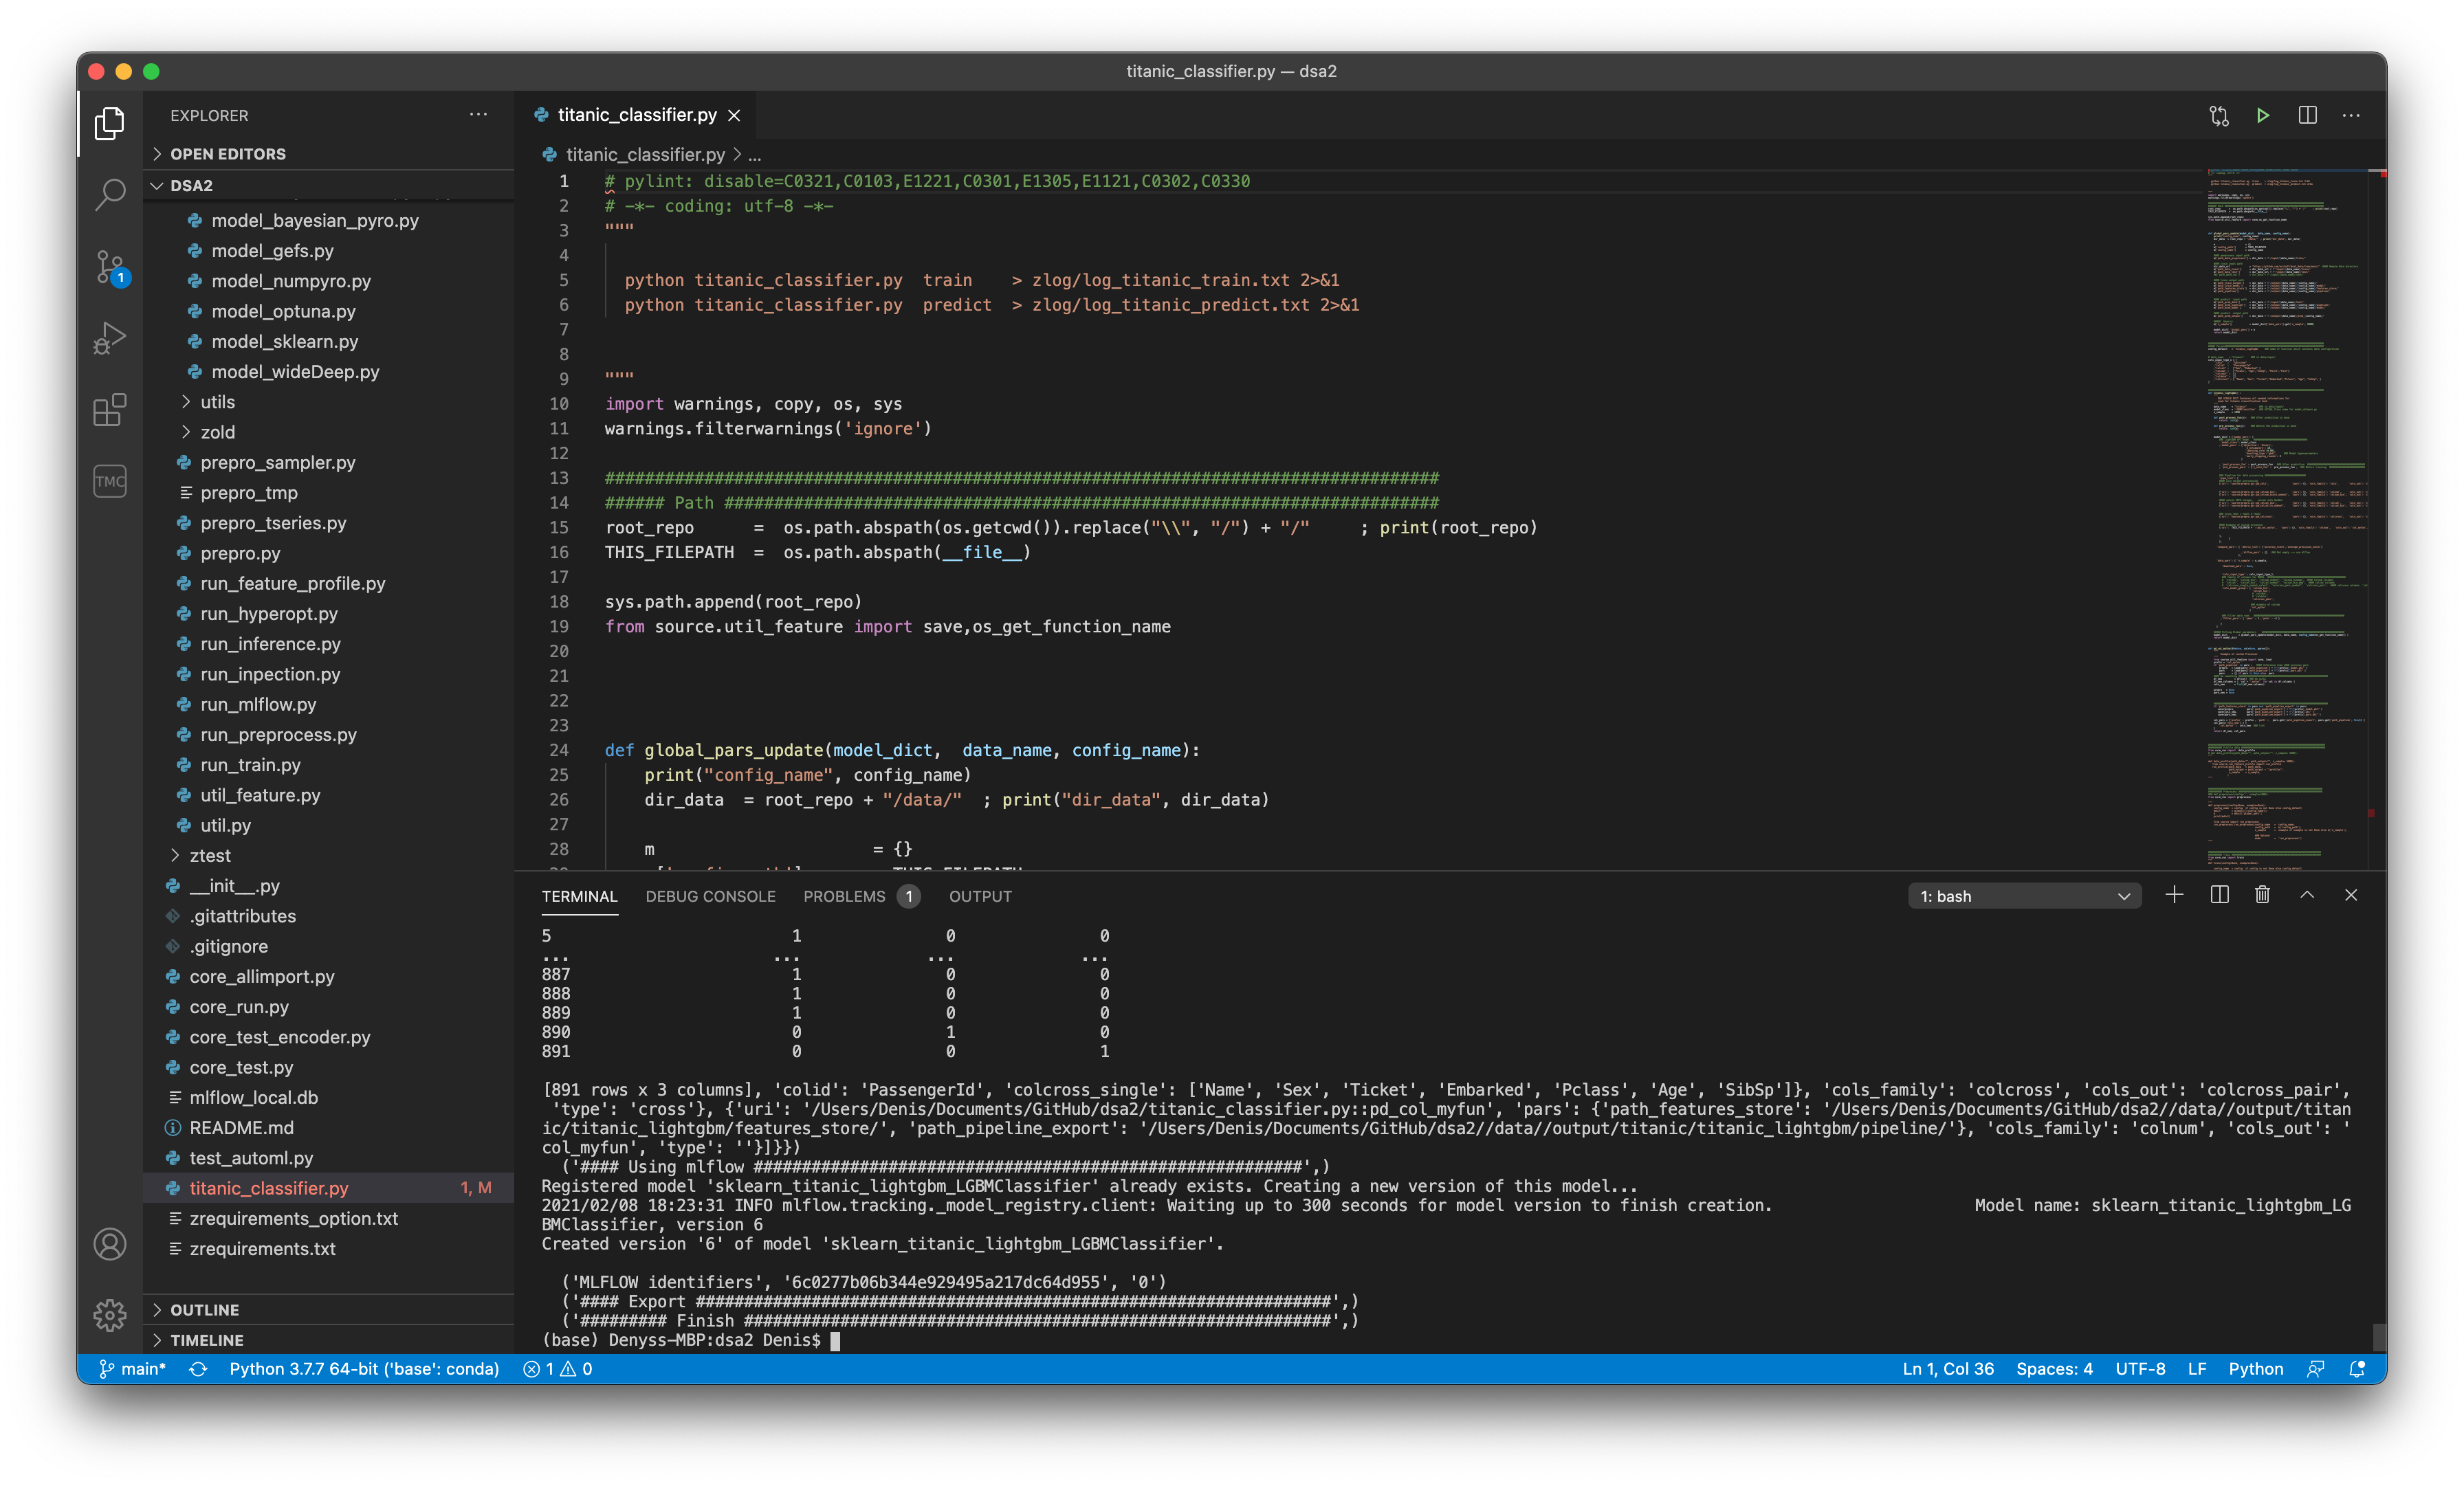 titanic_classifier.py — dsa2
EXPLORER
OPEN EDITORS
DSA2
model_bayesian_pyro.py
model_gefs.py
model_numpyro.py
model_optuna.py
model_sklearn.py
model_wideDeep.py
utils
zold
prepro_sampler.py
prepro_tmp
prepro_tseries.py
prepro.py
run_feature_profile.py
run_hyperopt.py
run_inference.py
run_inpection.py
run_mlflow.py
run_preprocess.py
run_train.py
util_feature.py
util.py
ztest
__init__.py
.gitattributes
.gitignore
core_allimport.py
core_run.py
core_test_encoder.py
core_test.py
mlflow_local.db
README.md
test_automl.py
titanic_classifier.py 1, M
zrequirements_option.txt
zrequirements.txt
OUTLINE
TIMELINE
1
TMC
titanic_classifier.py
titanic_classifier.py > ...
1 # pylint: disable=C0321,C0103,E1221,C0301,E1305,E1121,C0302,C0330
2 # -*- coding: utf-8 -*-
3 """
4
5 python titanic_classifier.py  train    > zlog/log_titanic_train.txt 2>&1
6 python titanic_classifier.py  predict  > zlog/log_titanic_predict.txt 2>&1
7
8
9 """
10 import warnings, copy, os, sys
11 warnings.filterwarnings('ignore')
12
13 ####################################################################################
14 ###### Path ########################################################################
15 root_repo      =  os.path.abspath(os.getcwd()).replace("\\", "/") + "/"     ; print(root_repo)
16 THIS_FILEPATH  =  os.path.abspath(__file__)
17
18 sys.path.append(root_repo)
19 from source.util_feature import save,os_get_function_name
20
21
22
23
24 def global_pars_update(model_dict,  data_name, config_name):
25     print("config_name", config_name)
26     dir_data  = root_repo + "/data/"  ; print("dir_data", dir_data)
27
28     m                      = {}
TERMINAL DEBUG CONSOLE PROBLEMS 1 OUTPUT 1: bash
5 1 0 0
... ... ... ...
887 1 0 0
888 1 0 0
889 1 0 0
890 0 1 0
891 0 0 1
[891 rows x 3 columns], 'colid': 'PassengerId', 'colcross_single': ['Name', 'Sex', 'Ticket', 'Embarked', 'Pclass', 'Age', 'SibSp']}, 'cols_family': 'colcross', 'cols_out': 'colcross_pair',
'type': 'cross'}, {'uri': '/Users/Denis/Documents/GitHub/dsa2/titanic_classifier.py::pd_col_myfun', 'pars': {'path_features_store': '/Users/Denis/Documents/GitHub/dsa2//data//output/titan
ic/titanic_lightgbm/features_store/', 'path_pipeline_export': '/Users/Denis/Documents/GitHub/dsa2//data//output/titanic/titanic_lightgbm/pipeline/'}, 'cols_family': 'colnum', 'cols_out': '
col_myfun', 'type': ''}]}})
('#### Using mlflow #########################################################',)
Registered model 'sklearn_titanic_lightgbm_LGBMClassifier' already exists. Creating a new version of this model...
2021/02/08 18:23:31 INFO mlflow.tracking._model_registry.client: Waiting up to 300 seconds for model version to finish creation.                     Model name: sklearn_titanic_lightgbm_LG
BMClassifier, version 6
Created version '6' of model 'sklearn_titanic_lightgbm_LGBMClassifier'.
('MLFLOW identifiers', '6c0277b06b344e929495a217dc64d955', '0')
('#### Export ##################################################################',)
('######### Finish #############################################################',)
(base) Denyss-MBP:dsa2 Denis$
main* Python 3.7.7 64-bit ('base': conda) 1 0 Ln 1, Col 36 Spaces: 4 UTF-8 LF Python